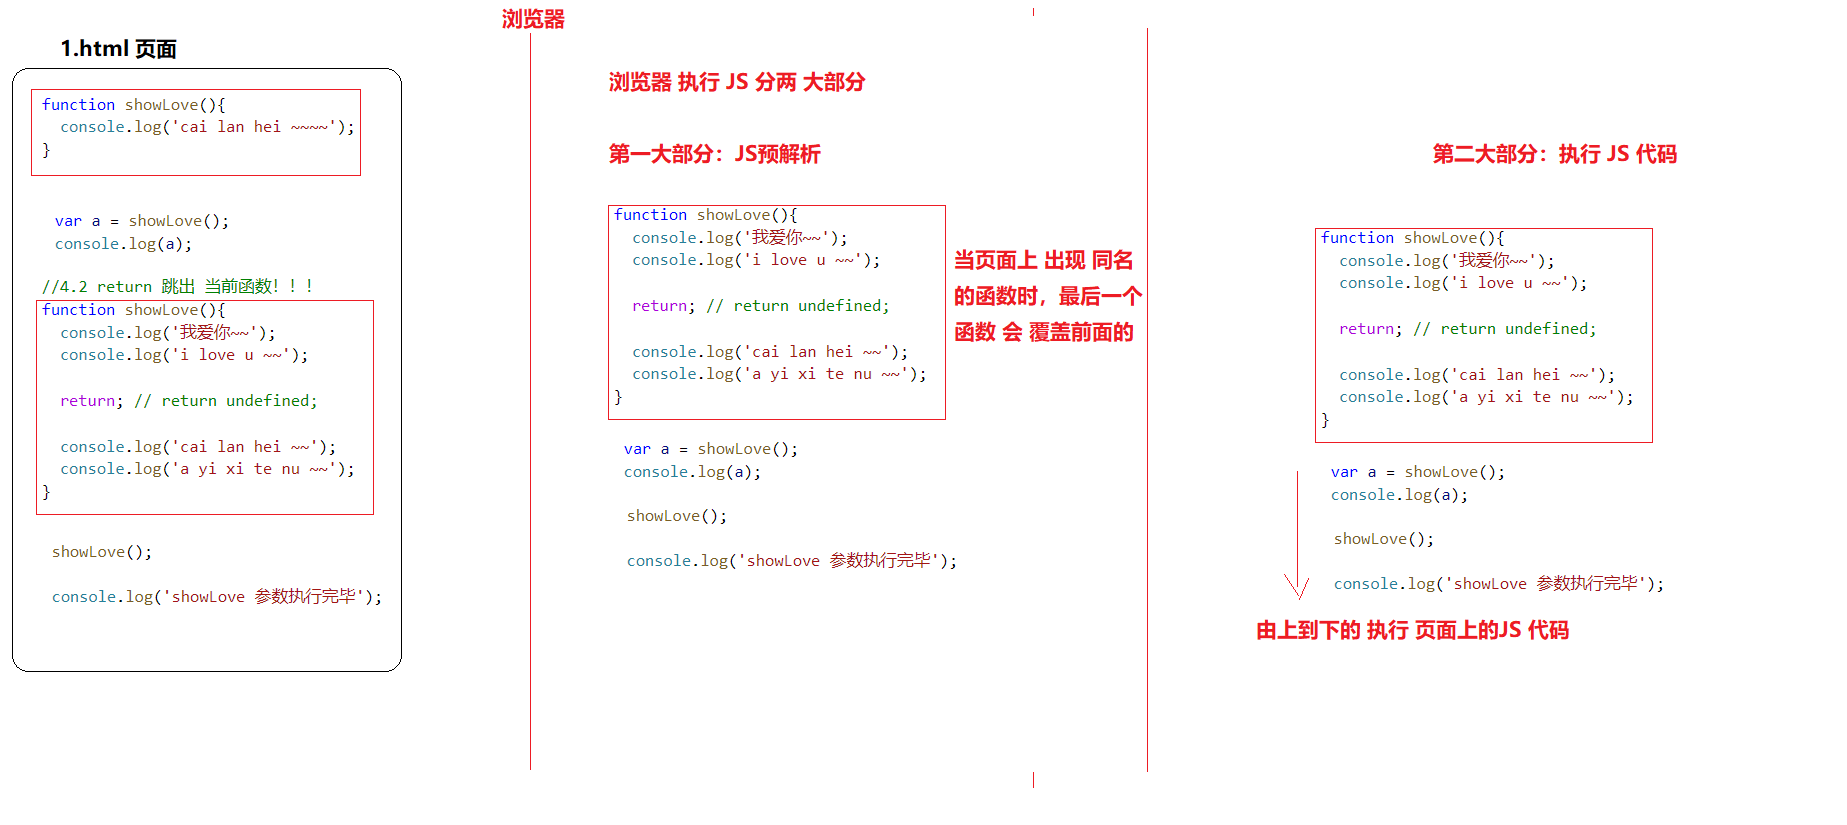 1.html 页面
function showLove(){
console.log('cai lan hei ~~~~');
}
var a = showLove();
console.log(a);
//4.2 return 跳出 当前函数！！！
function showLove(){
console.log('我爱你~~');
console.log('i love u ~~');
return; // return undefined;
console.log('cai lan hei ~~');
console.log('a yi xi te nu ~~');
}
showLove();
console.log('showLove 参数执行完毕');
浏览器
浏览器 执行 JS 分两 大部分
第一大部分：JS预解析
function showLove(){
console.log('我爱你~~');
console.log('i love u ~~');
return; // return undefined;
console.log('cai lan hei ~~');
console.log('a yi xi te nu ~~');
}
当页面上 出现 同名
的函数时，最后一个
函数 会 覆盖前面的
var a = showLove();
console.log(a);
showLove();
console.log('showLove 参数执行完毕');
第二大部分：执行 JS 代码
function showLove(){
console.log('我爱你~~');
console.log('i love u ~~');
return; // return undefined;
console.log('cai lan hei ~~');
console.log('a yi xi te nu ~~');
}
var a = showLove();
console.log(a);
showLove();
console.log('showLove 参数执行完毕');
由上到下的 执行 页面上的JS 代码